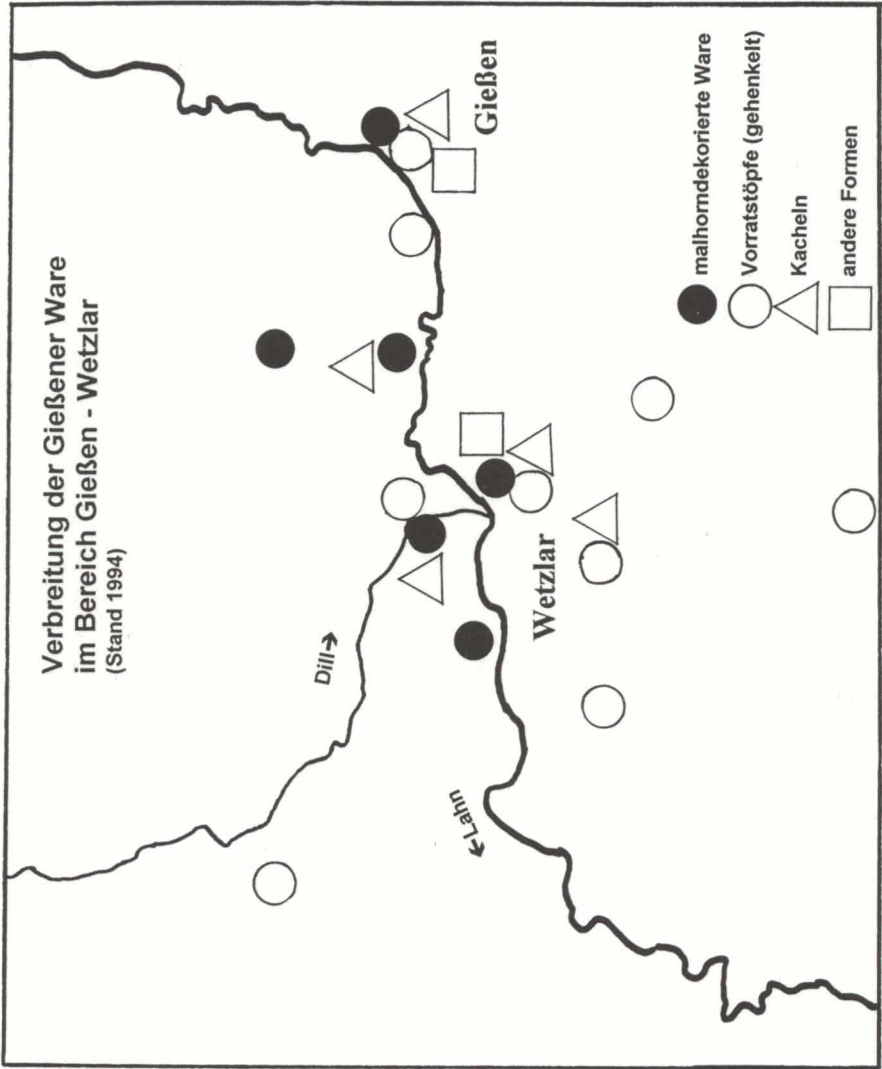 Verbreitung der Gießener Ware
im Bereich Gießen - Wetzlar
(Stand 1994)
Dill→
←Lahn
Wetzlar
Gießen
malhorndekorierte Ware
Vorratstöpfe (gehenkelt)
Kacheln
andere Formen